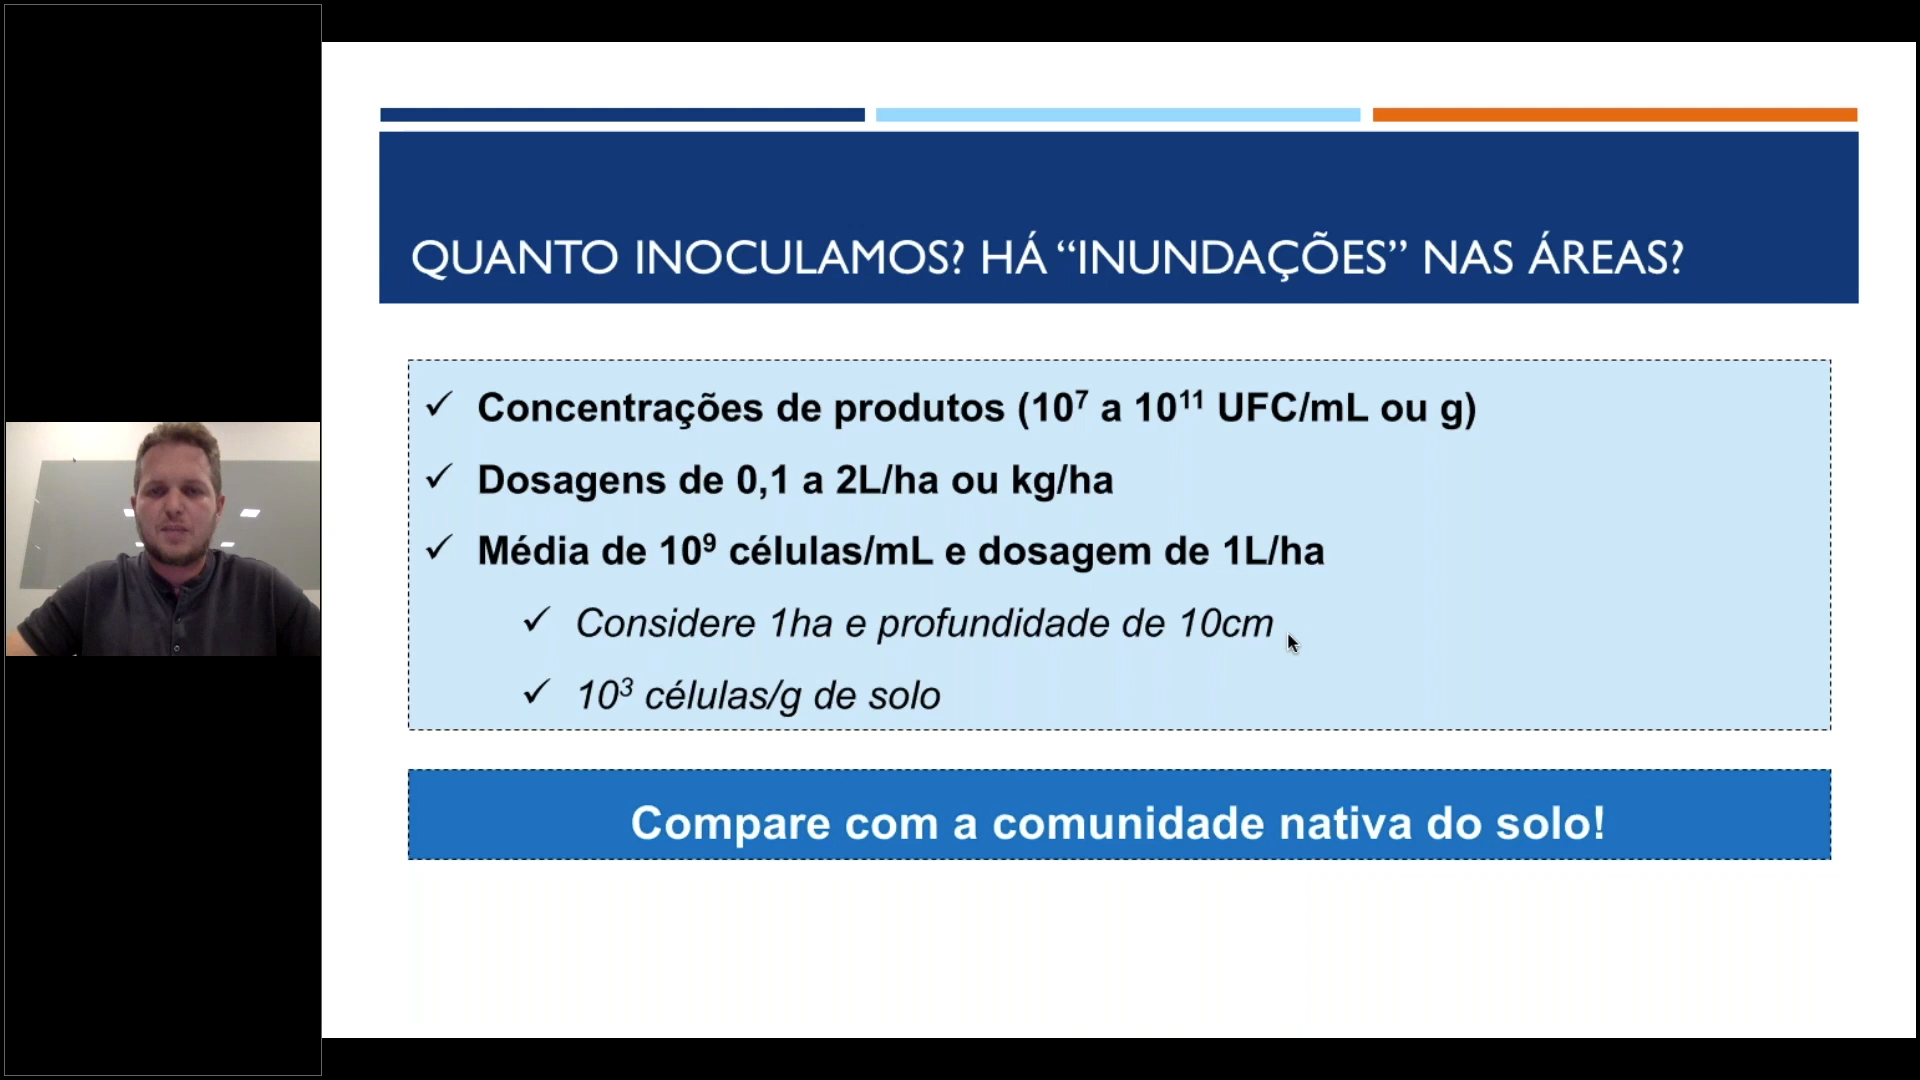 QUANTO INOCULAMOS? HÁ “INUNDAÇÕES” NAS ÁREAS?
✓ Concentrações de produtos (10⁷ a 10¹¹ UFC/mL ou g)
✓ Dosagens de 0,1 a 2L/ha ou kg/ha
✓ Média de 10⁹ células/mL e dosagem de 1L/ha
✓ Considere 1ha e profundidade de 10cm
✓ 10³ células/g de solo
Compare com a comunidade nativa do solo!